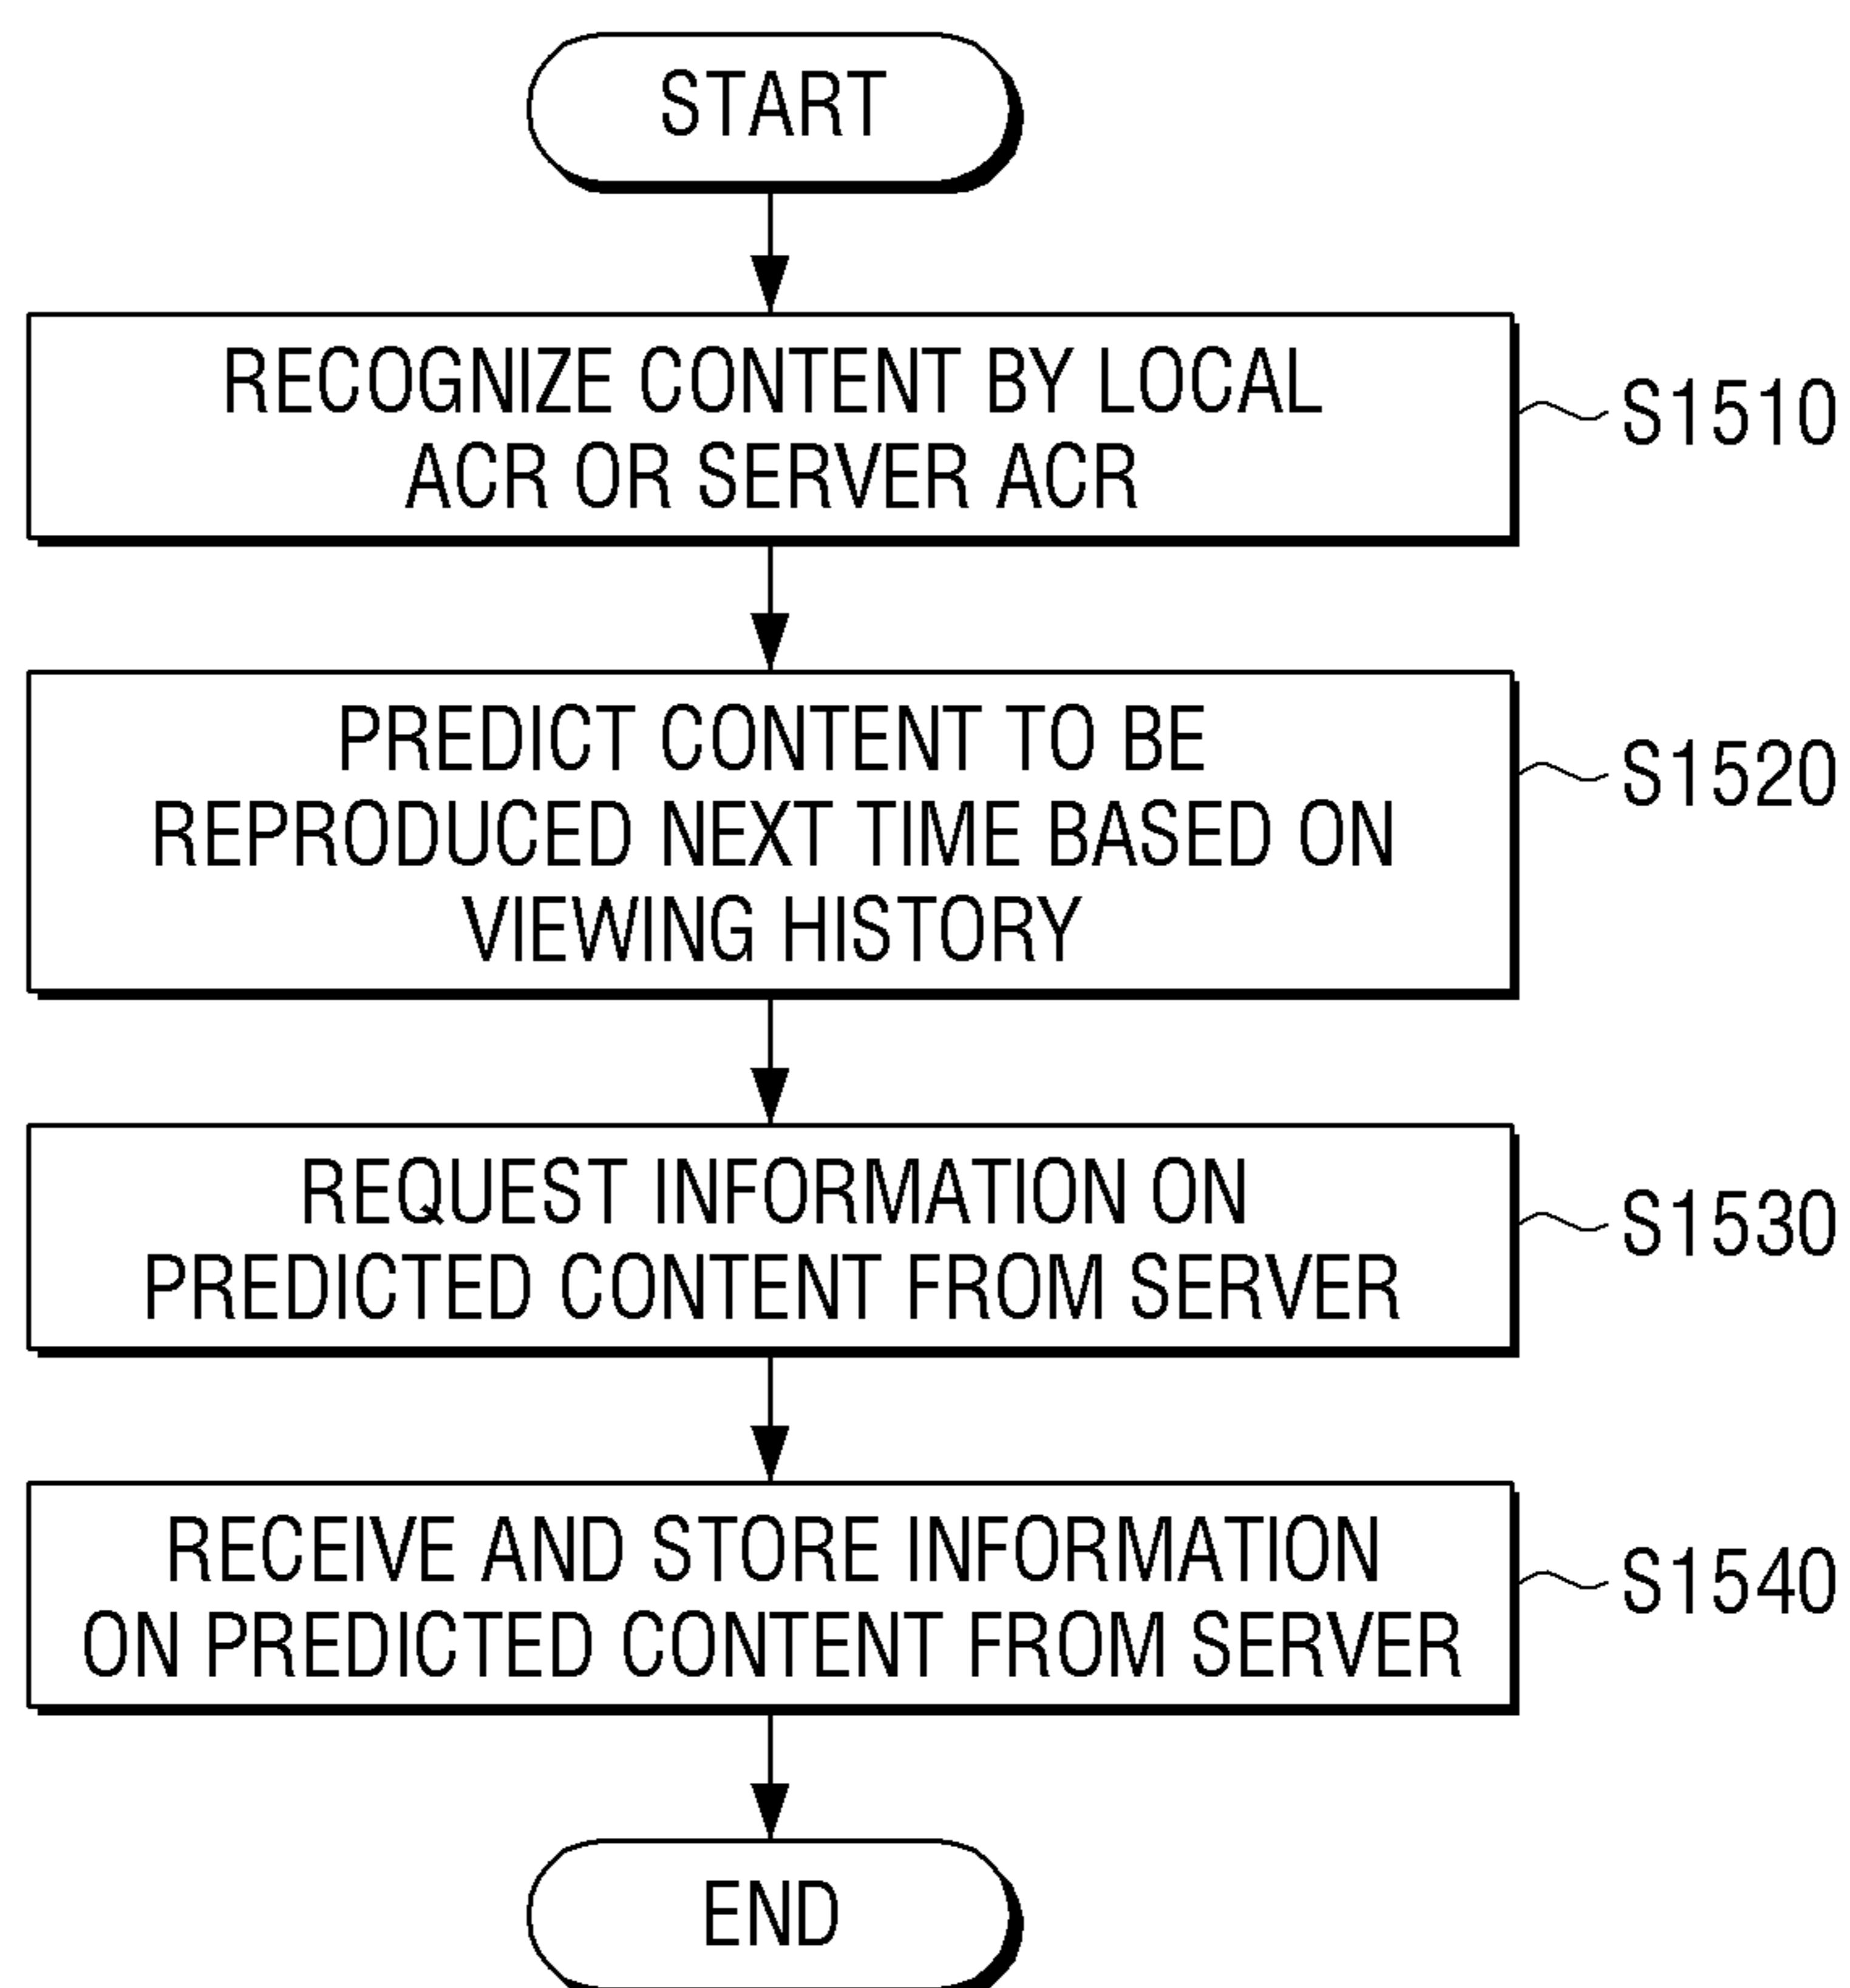 START
RECOGNIZE CONTENT BY LOCAL
ACR OR SERVER ACR
S1510
PREDICT CONTENT TO BE
REPRODUCED NEXT TIME BASED ON
VIEWING HISTORY
S1520
REQUEST INFORMATION ON
PREDICTED CONTENT FROM SERVER
S1530
RECEIVE AND STORE INFORMATION
ON PREDICTED CONTENT FROM SERVER
S1540
END